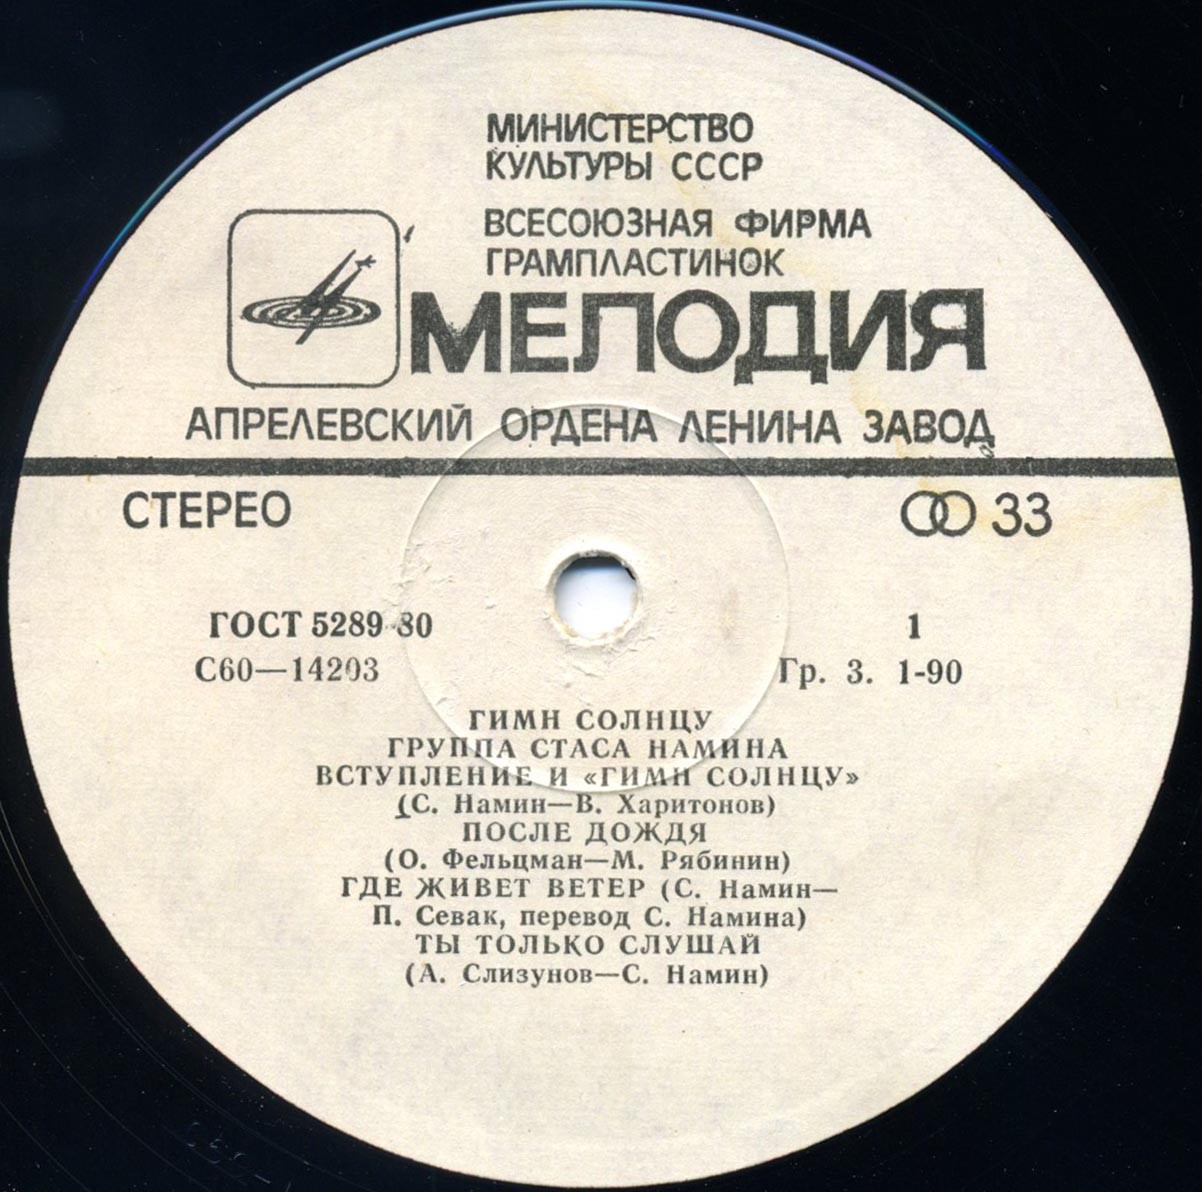 МИНИСТЕРСТВО
КУЛЬТУРЫ СССР
ВСЕСОЮЗНАЯ ФИРМА
ГРАМПЛАСТИНОК
МЕЛОДИЯ
АПРЕЛЕВСКИЙ ОРДЕНА ЛЕНИНА ЗАВОД
СТЕРЕО 33
ГОСТ 5289-80 1
С60—14203 Гр. 3. 1-90
ГИМН СОЛНЦУ
ГРУППА СТАСА НАМИНА
ВСТУПЛЕНИЕ И «ГИМН СОЛНЦУ»
(С. Намин—В. Харитонов)
ПОСЛЕ ДОЖДЯ
(О. Фельцман—М. Рябинин)
ГДЕ ЖИВЕТ ВЕТЕР (С. Намин—
П. Севак, перевод С. Намина)
ТЫ ТОЛЬКО СЛУШАЙ
(А. Слизунов—С. Намин)